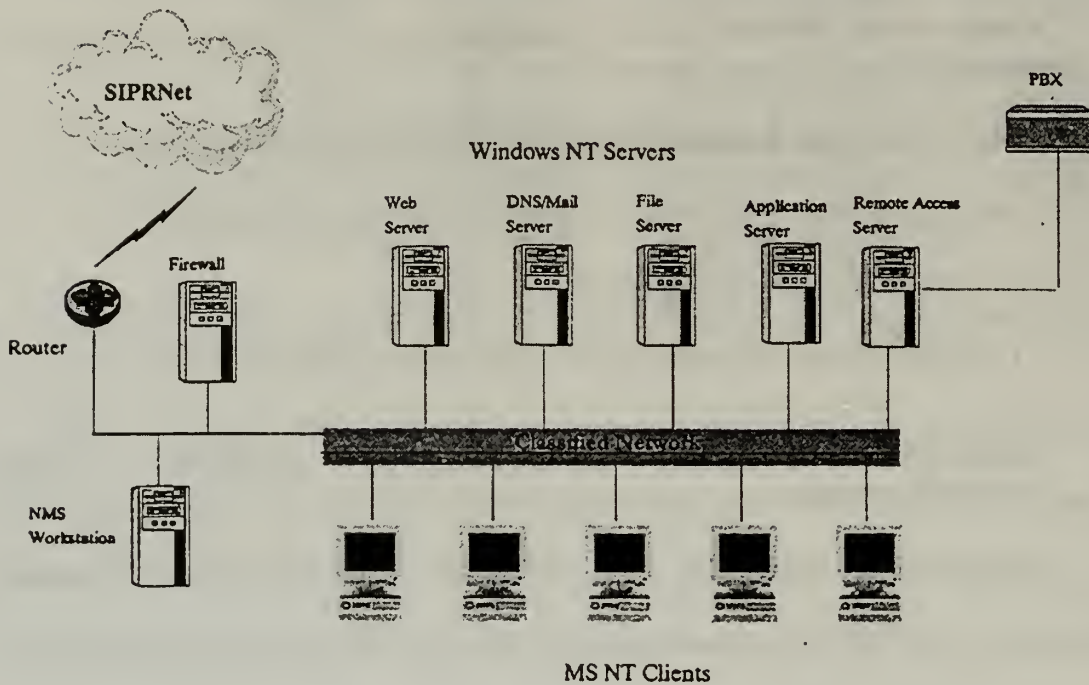 SIPRNet
PBX
Windows NT Servers
Web
Server
DNS/Mail
Server
File
Server
Application
Server
Remote Access
Server
Firewall
Router
Classified Network
NMS
Workstation
MS NT Clients